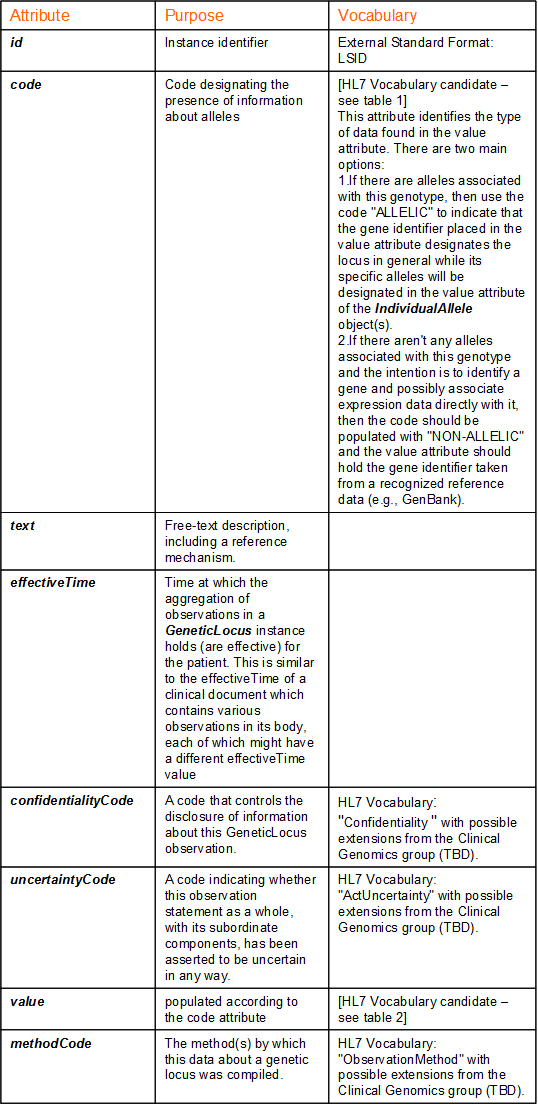 Attribute
Purpose
Vocabulary
id
Instance identifier
External Standard Format:
LSID
code
Code designating the
presence of information
about alleles
[HL7 Vocabulary candidate –
see table 1]
This attribute identifies the
type of data found in the value
attribute. There are two main
options:
1.If there are alleles associated
with this genotype, then use the
code "ALLELIC" to indicate that
the gene identifier placed in the
value attribute designates the
locus in general while its
specific alleles will be
designated in the value attribute
of the IndividualAllele
object(s).
2.If there aren't any alleles
associated with this genotype
and the intention is to identify a
gene and possibly associate
expression data directly with it,
then the code should be
populated with "NON-ALLELIC"
and the value attribute should
hold the gene identifier taken
from a recognized reference
data (e.g., GenBank).
text
Free-text description,
including a reference
mechanism.
effectiveTime
Time at which the
aggregation of
observations in a
GeneticLocus instance
holds (are effective) for
the patient. This is similar
to the effectiveTime of a
clinical document which
contains various
observations in its body,
each of which might have
a different effectiveTime
value
confidentialityCode
A code that controls the
disclosure of information
about this GeneticLocus
observation.
HL7 Vocabulary:
"Confidentiality " with possible
extensions from the Clinical
Genomics group (TBD).
uncertaintyCode
A code indicating whether
this observation
statement as a whole,
with its subordinate
components, has been
asserted to be uncertain
in any way.
HL7 Vocabulary:
"ActUncertainty" with possible
extensions from the Clinical
Genomics group (TBD).
value
populated according to
the code attribute
[HL7 Vocabulary candidate –
see table 2]
methodCode
The method(s) by which
this data about a genetic
locus was compiled.
HL7 Vocabulary:
"ObservationMethod" with
possible extensions from the
Clinical Genomics group (TBD).